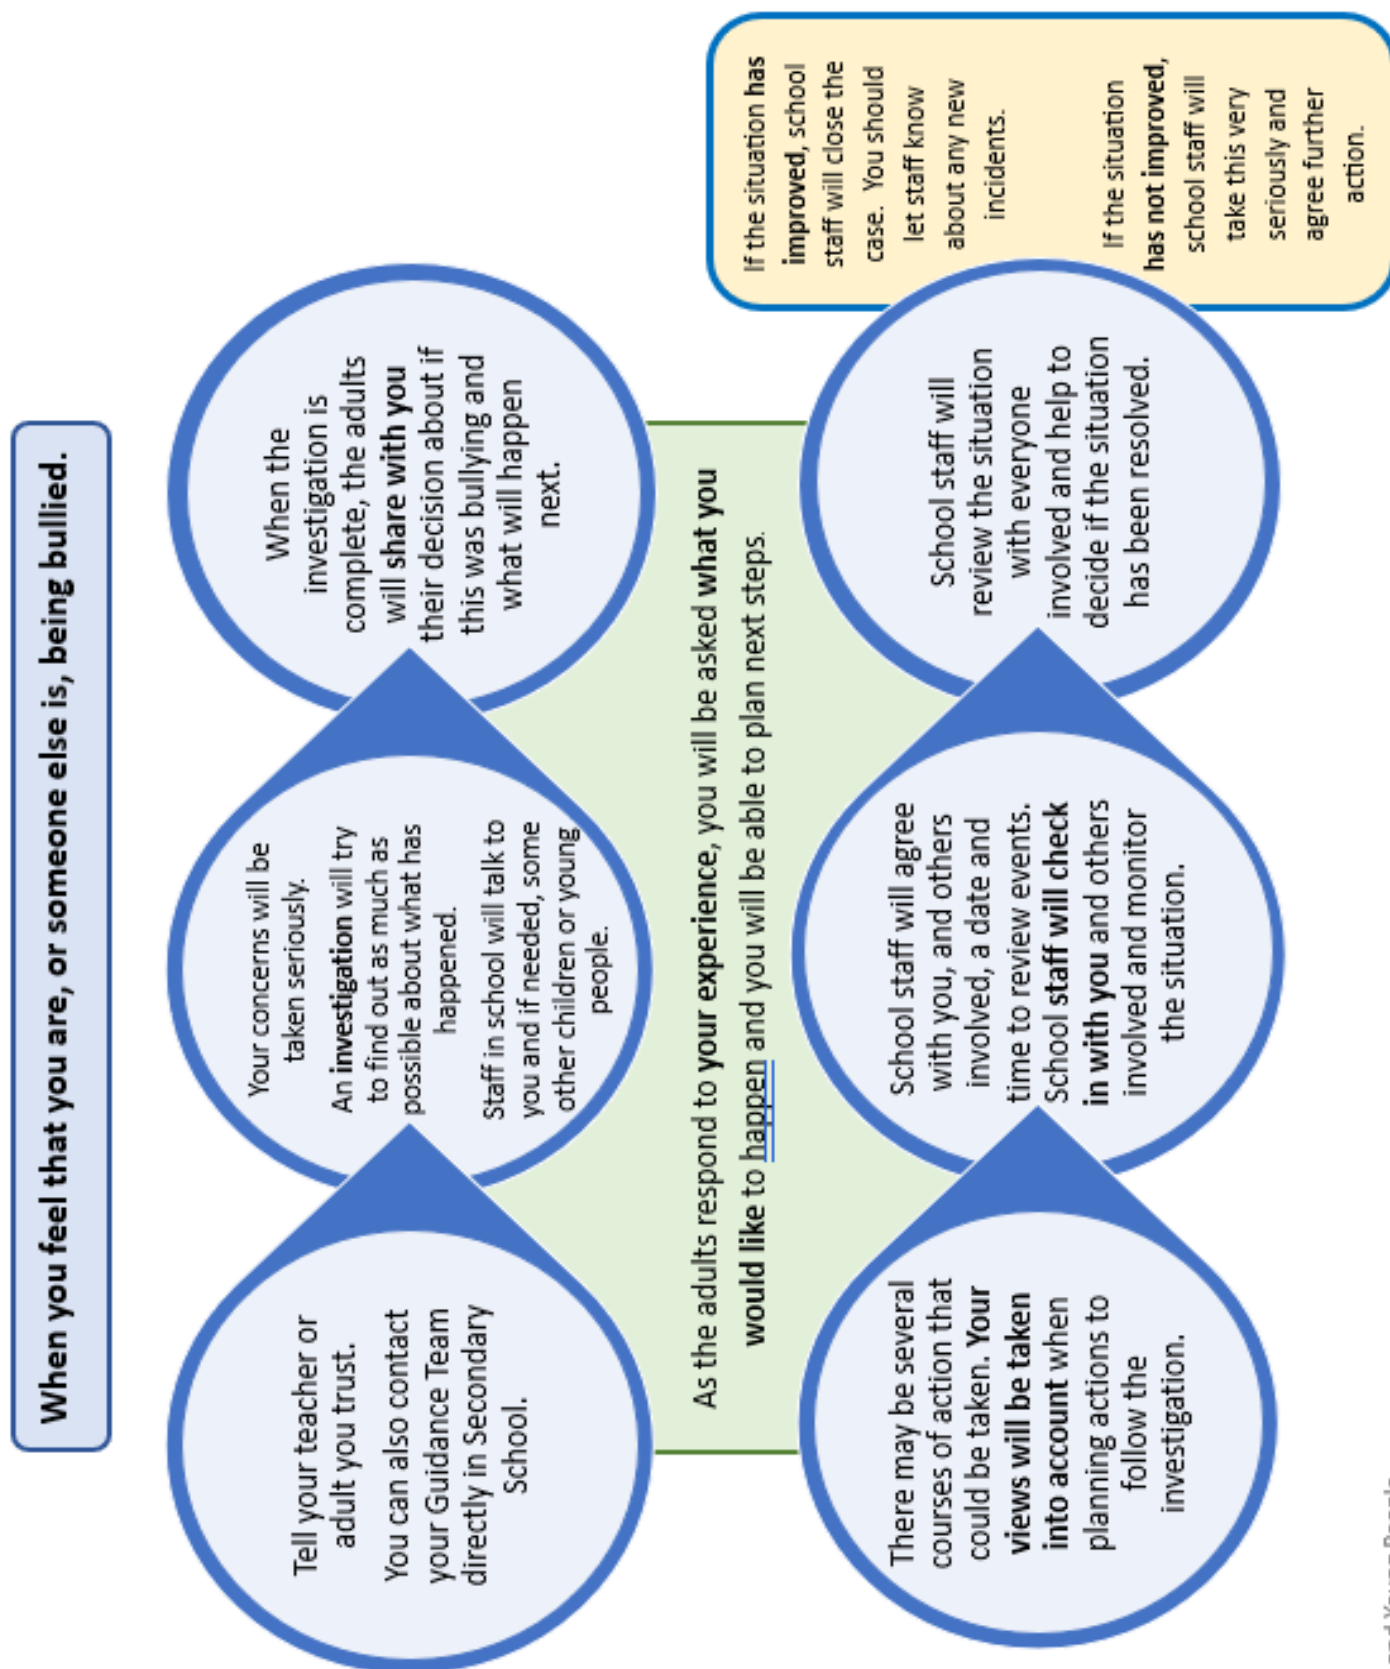 When you feel that you are, or someone else is, being bullied.
Tell your teacher or
adult you trust.
You can also contact
your Guidance Team
directly in Secondary
School.
Your concerns will be
taken seriously.
An investigation will try
to find out as much as
possible about what has
happened.
Staff in school will talk to
you and if needed, some
other children or young
people.
When the
investigation is
complete, the adults
will share with you
their decision about if
this was bullying and
what will happen
next.
As the adults respond to your experience, you will be asked what you
would like to happen and you will be able to plan next steps.
There may be several
courses of action that
could be taken. Your
views will be taken
into account when
planning actions to
follow the
investigation.
School staff will agree
with you, and others
involved, a date and
time to review events.
School staff will check
in with you and others
involved and monitor
the situation.
School staff will
review the situation
with everyone
involved and help to
decide if the situation
has been resolved.
If the situation has
improved, school
staff will close the
case. You should
let staff know
about any new
incidents.
If the situation
has not improved,
school staff will
take this very
seriously and
agree further
action.